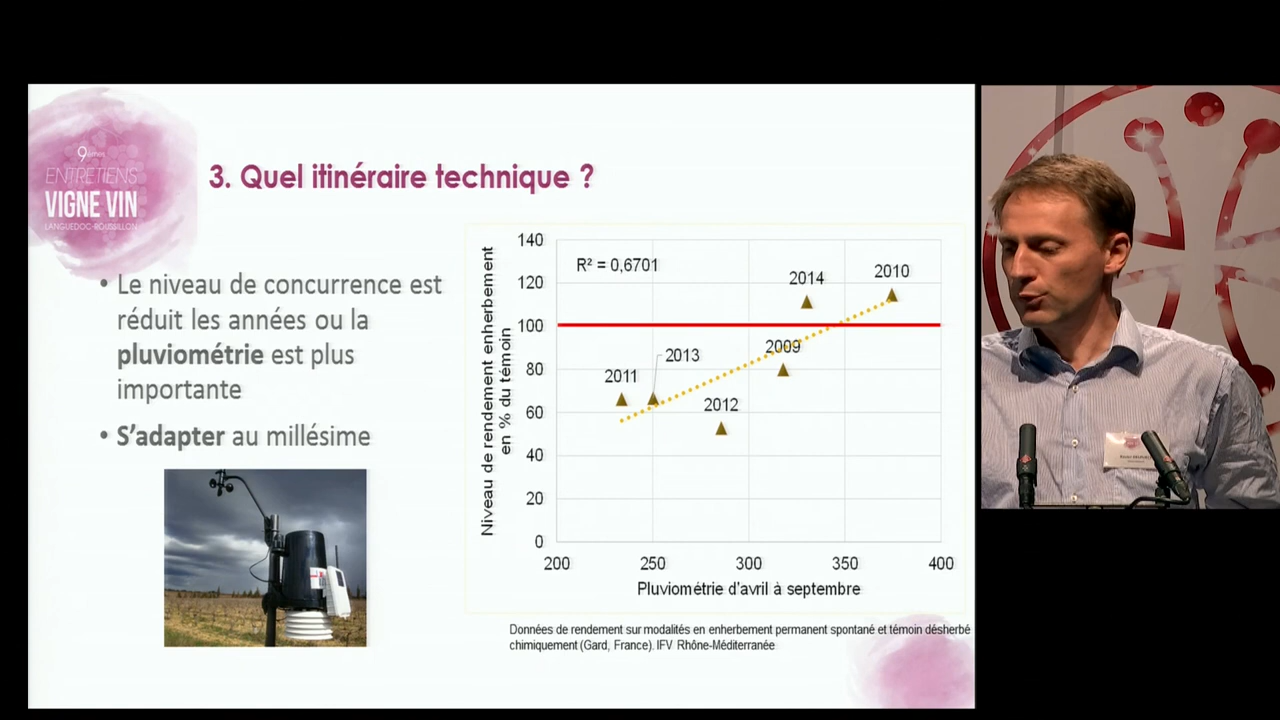 9èmes
ENTRETIENS
VIGNE VIN
LANGUEDOC-ROUSSILLON
3. Quel itinéraire technique ?
• Le niveau de concurrence est
réduit les années ou la
pluviométrie est plus
importante
• S'adapter au millésime
Niveau de rendement enherbement
en % du témoin
140
120
100
80
60
40
20
0
R² = 0,6701
2014
2010
2009
2013
2011
2012
200
250
300
350
400
Pluviométrie d'avril à septembre
Données de rendement sur modalités en enherbement permanent spontané et témoin désherbé
chimiquement (Gard, France). IFV Rhône-Méditerranée